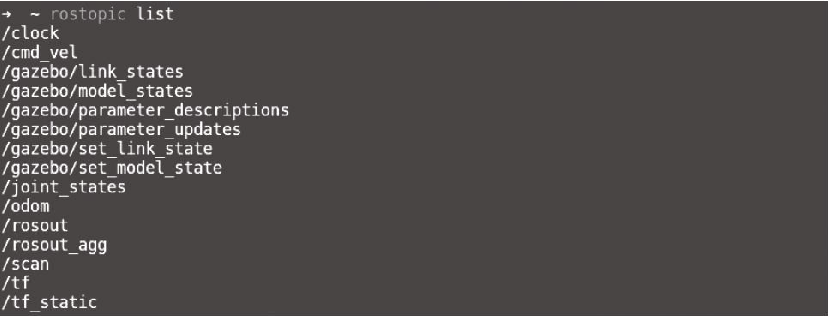 ➜ ~ rostopic list
/clock
/cmd_vel
/gazebo/link_states
/gazebo/model_states
/gazebo/parameter_descriptions
/gazebo/parameter_updates
/gazebo/set_link_state
/gazebo/set_model_state
/joint_states
/odom
/rosout
/rosout_agg
/scan
/tf
/tf_static